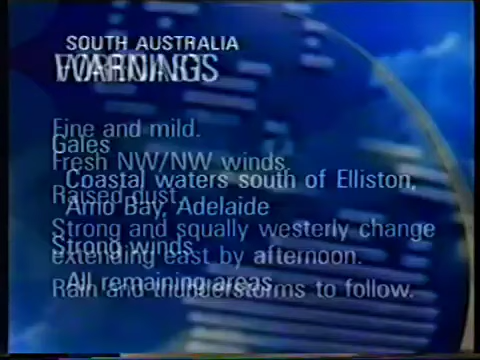 SOUTH AUSTRALIA
WARNINGS
Fine and mild.
Gales
Fresh NW/NW winds,
Coastal waters south of Elliston,
Raised dust.
Arno Bay, Adelaide
Strong and squally westerly change
Strong winds
extending east by afternoon.
All remaining areas
Rain and thunderstorms to follow.